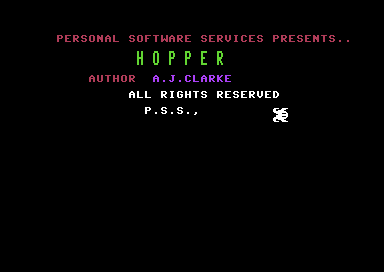 PERSONAL SOFTWARE SERVICES PRESENTS..
HOPPER
AUTHOR A.J.CLARKE
ALL RIGHTS RESERVED
P.S.S.,